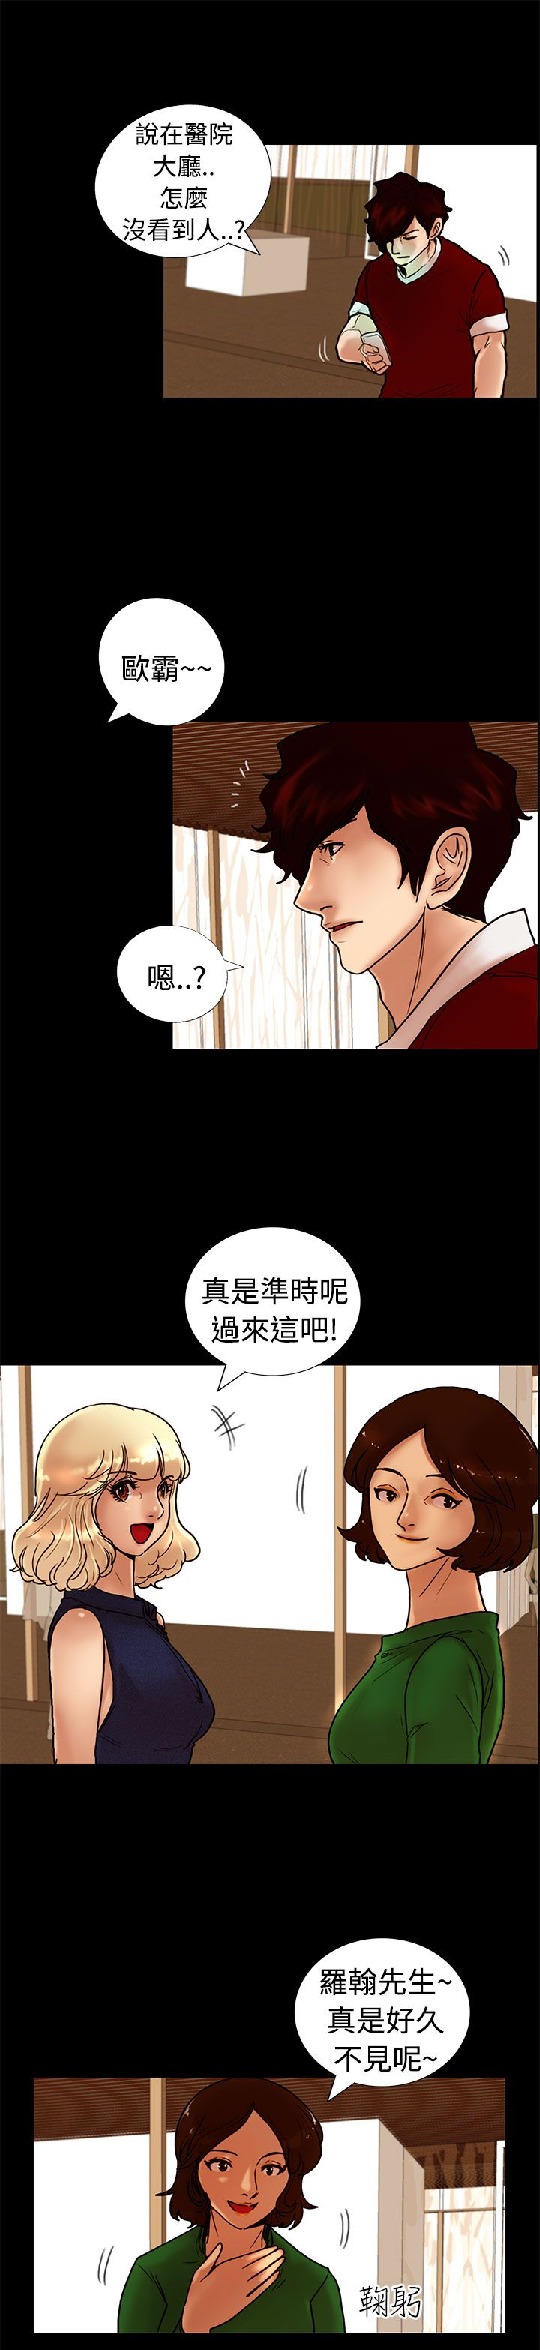 說在醫院
大廳..
怎麼
沒看到人..?
歐霸~~
嗯..?
真是準時呢
過來這吧!
羅翰先生~
真是好久
不見呢~
鞠躬